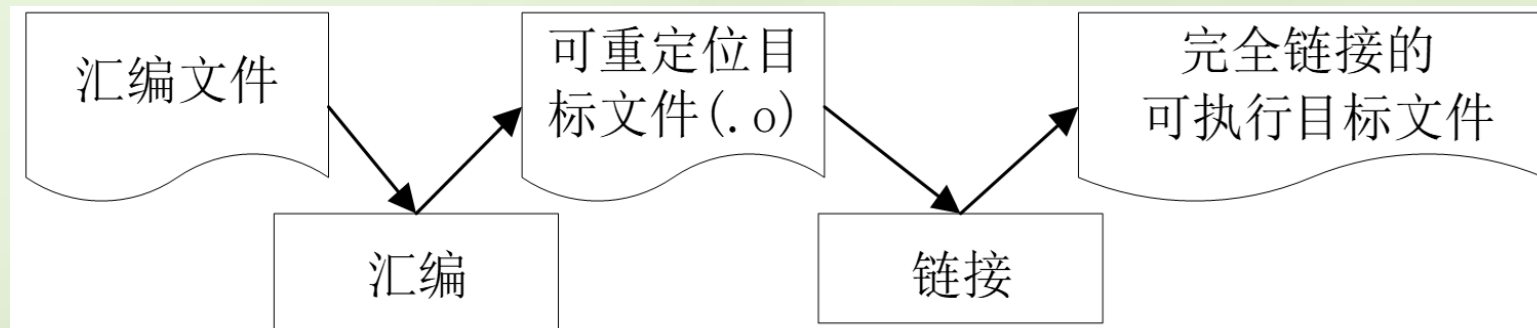 汇编文件
可重定位目
标文件(.o)
完全链接的
可执行目标文件
汇编
链接